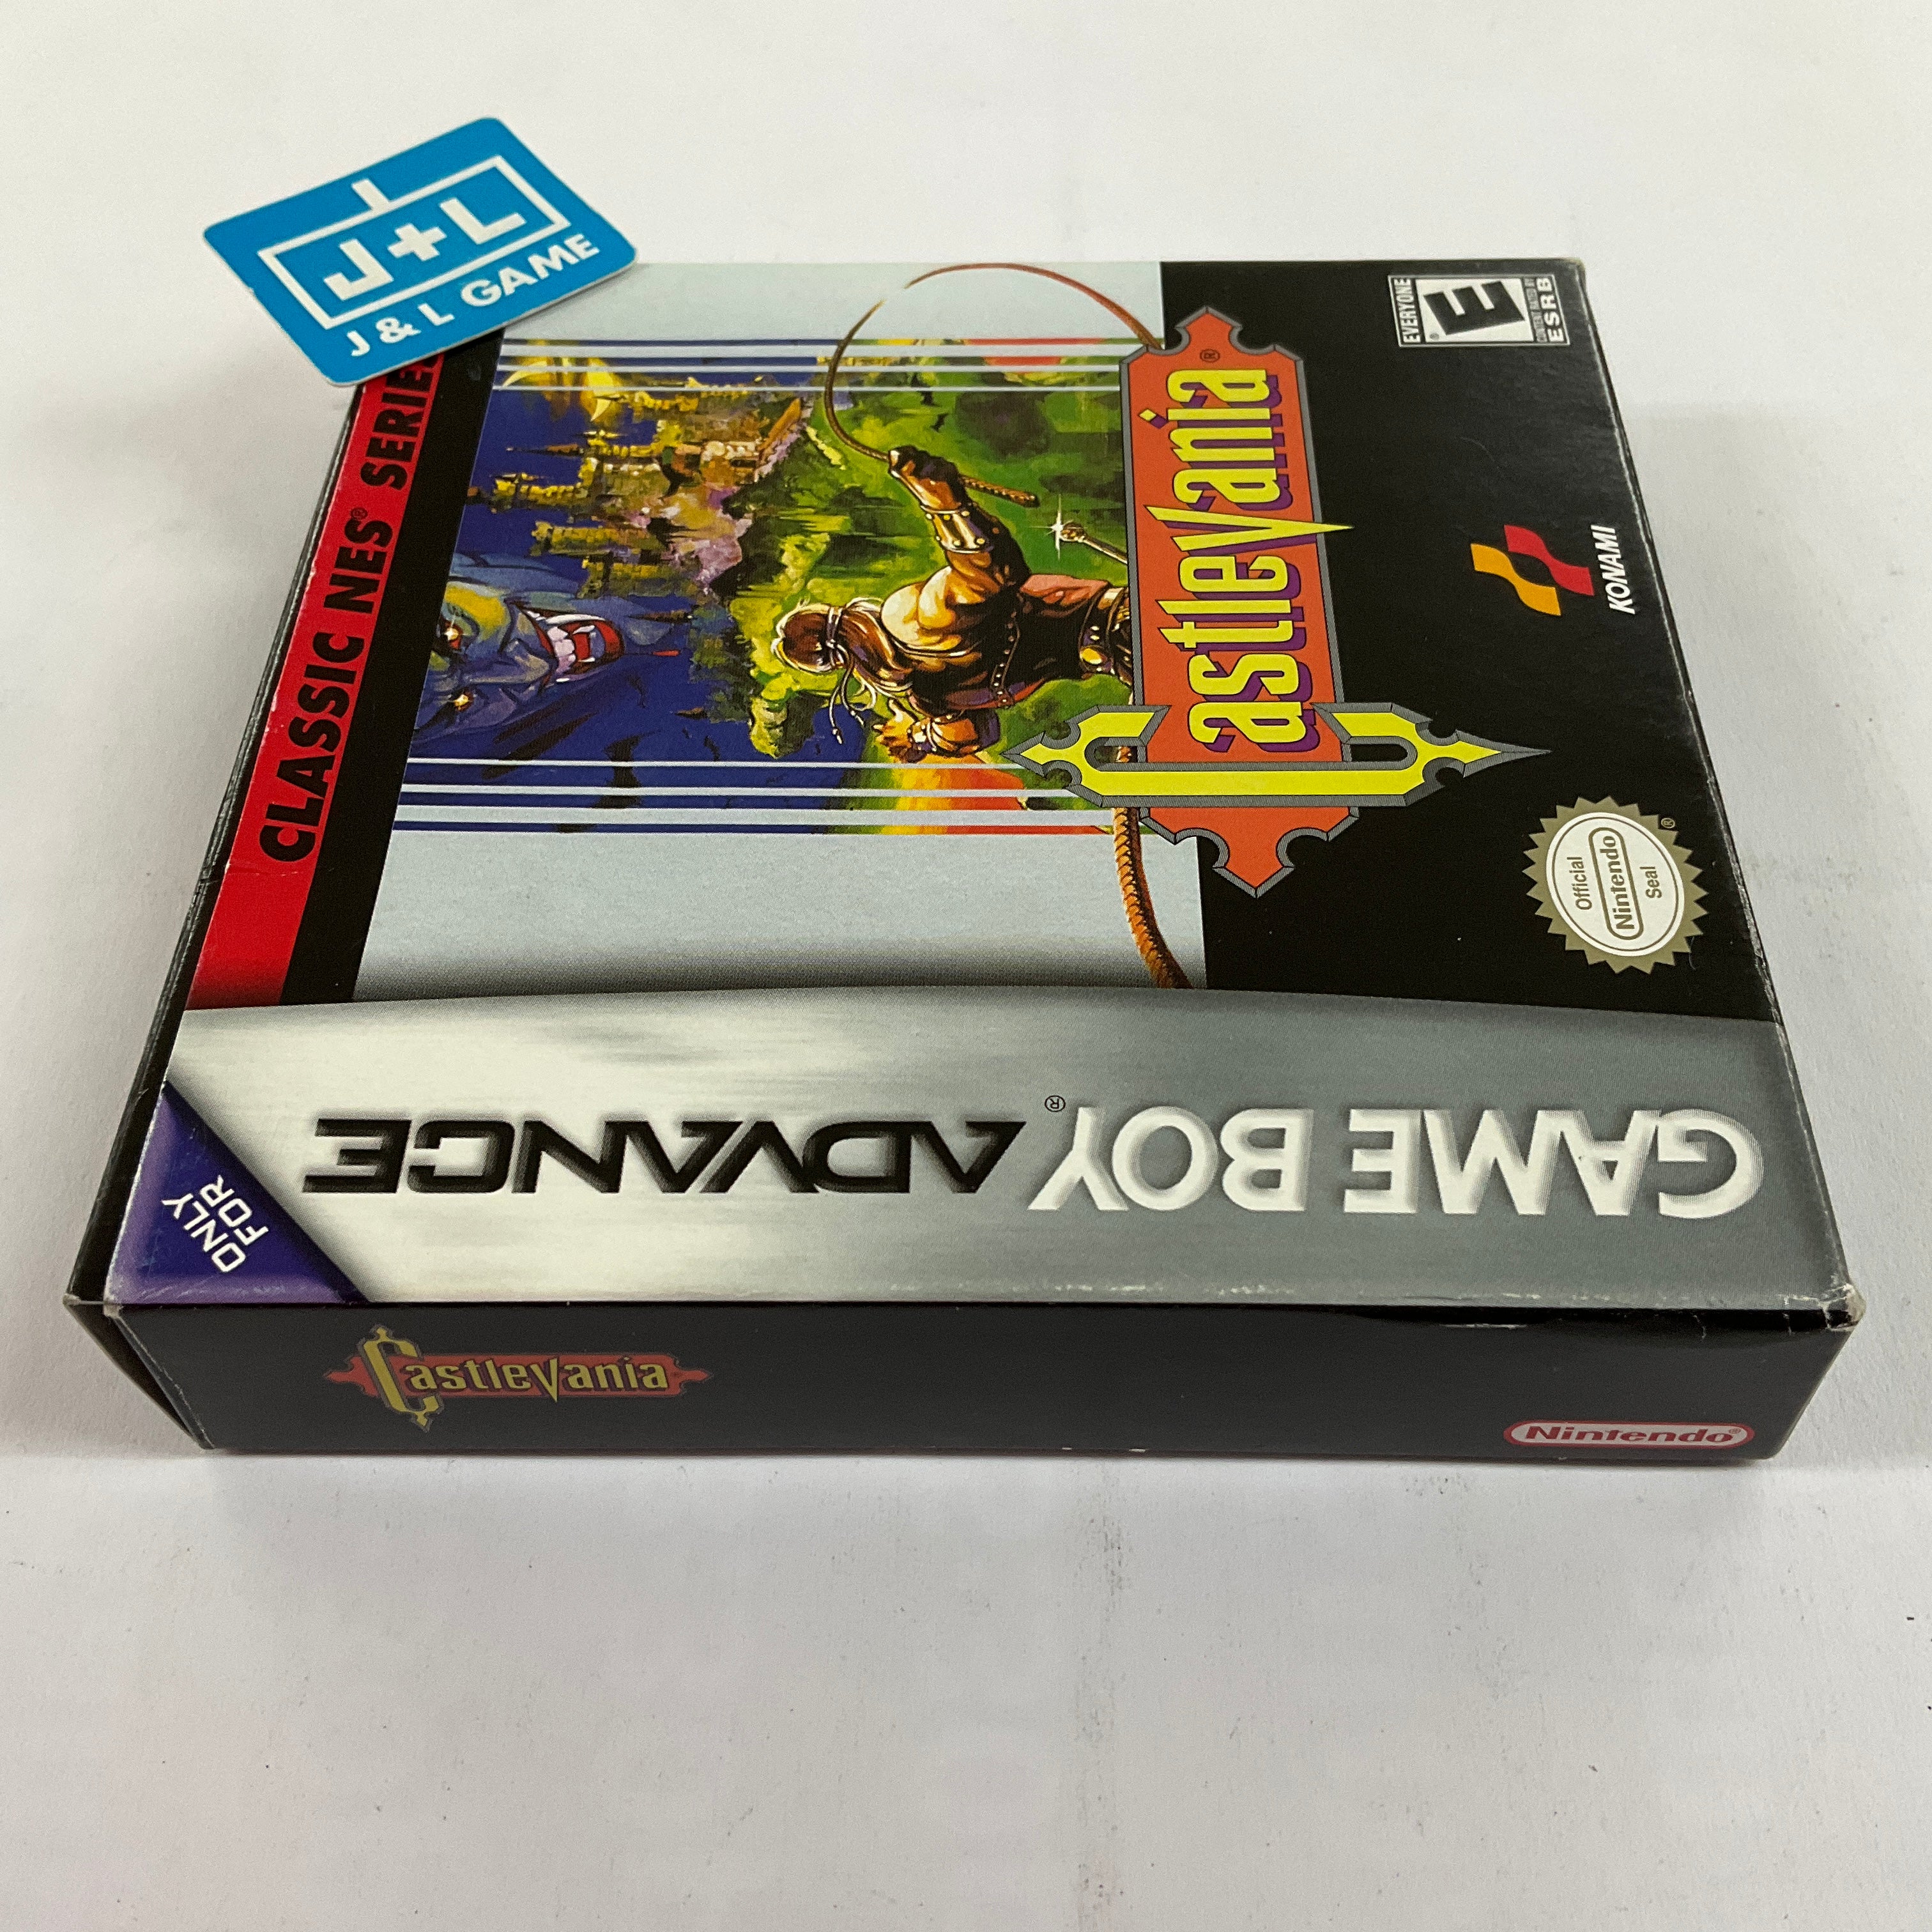 J+L
J & L GAME
CLASSIC NES® SERIES
Castlevania®
EVERYONE
E
®
CONTENT RATED BY
ESRB
KONAMI
Official
Nintendo
Seal
®
GAME BOY ADVANCE®
ONLY
FOR
Castlevania
Nintendo®